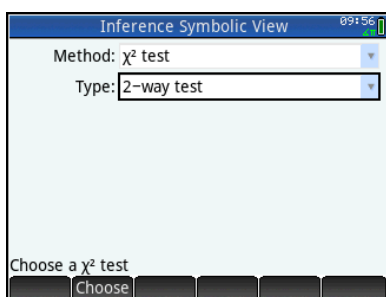 Inference Symbolic View 09:56
Method: χ² test
Type: 2-way test
Choose a χ² test
Choose